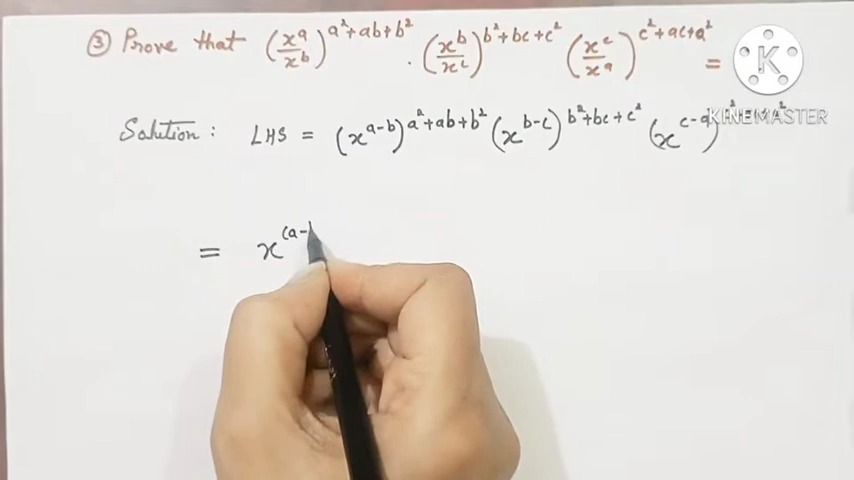 ③ Prove that (x^a/x^b)^{a²+ab+b²} · (x^b/x^c)^{b²+bc+c²} (x^c/x^a)^{c²+ac+a²} =
Solution: LHS = (x^{a-b})^{a²+ab+b²} (x^{b-c})^{b²+bc+c²} (x^{c-a})
= x^{(a-
K
KINEMASTER